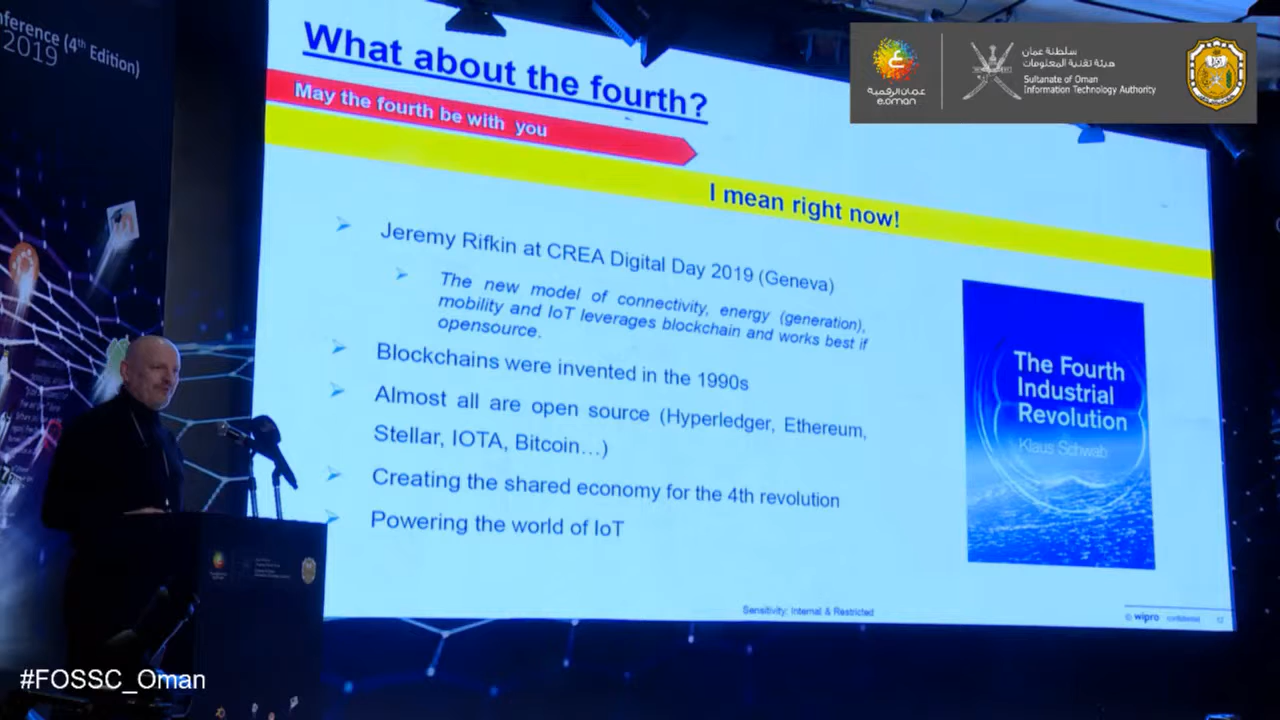 nference (4th Edition)
2019
What about the fourth?
May the fourth be with you
I mean right now!
Jeremy Rifkin at CREA Digital Day 2019 (Geneva)
The new model of connectivity, energy (generation),
mobility and IoT leverages blockchain and works best if
opensource.
Blockchains were invented in the 1990s
Almost all are open source (Hyperledger, Ethereum,
Stellar, IOTA, Bitcoin…)
Creating the shared economy for the 4th revolution
Powering the world of IoT
The Fourth
Industrial
Revolution
Klaus Schwab
Sensitivity: Internal & Restricted
© wipro confidential 12
عمان الرقمية
e.oman
سلطنة عمان
هيئة تقنية المعلومات
Sultanate of Oman
Information Technology Authority
#FOSSC_Oman